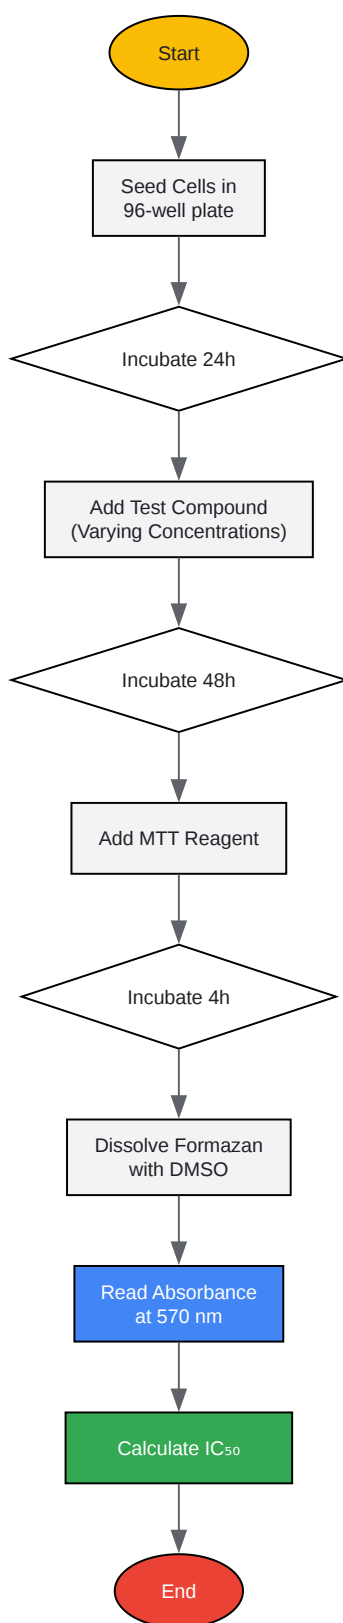 Start
Seed Cells in
96-well plate
Incubate 24h
Add Test Compound
(Varying Concentrations)
Incubate 48h
Add MTT Reagent
Incubate 4h
Dissolve Formazan
with DMSO
Read Absorbance
at 570 nm
Calculate IC₅₀
End